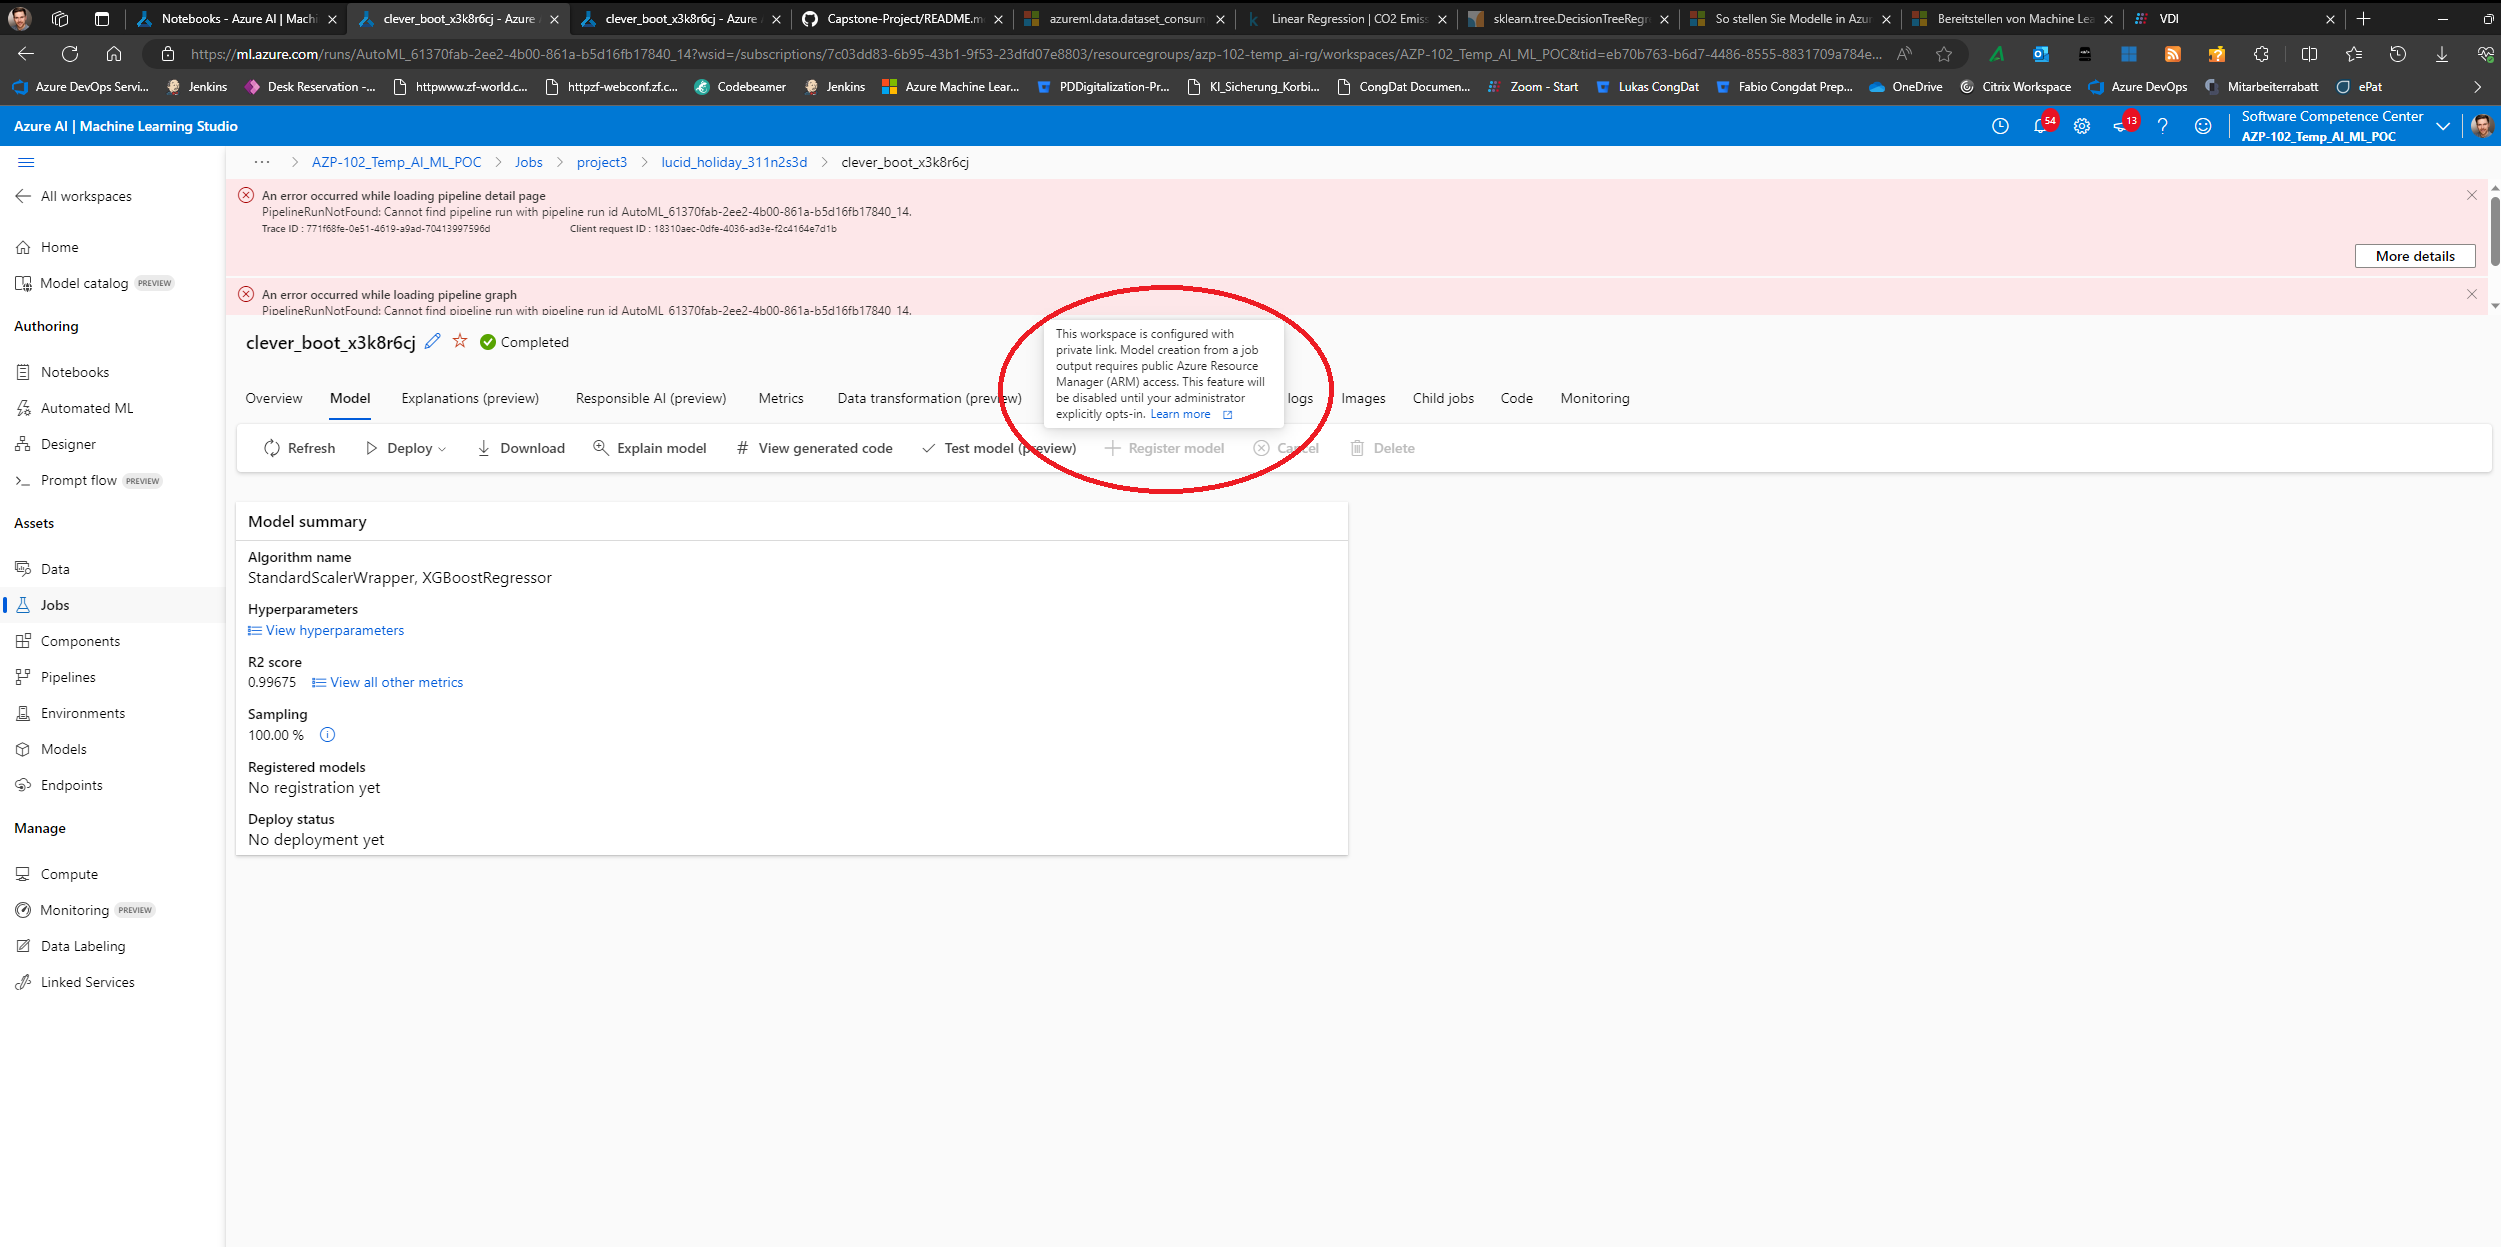 Notebooks - Azure AI | Machi
clever_boot_x3k8r6cj - Azure
clever_boot_x3k8r6cj - Azure
Capstone-Project/README.m
azureml.data.dataset_consum
Linear Regression | CO2 Emiss
sklearn.tree.DecisionTreeRegr
So stellen Sie Modelle in Azur
Bereitstellen von Machine Lea
VDI
https://ml.azure.com/runs/AutoML_61370fab-2ee2-4b00-861a-b5d16fb17840_14?wsid=/subscriptions/7c03dd83-6b95-43b1-9f53-23dfd07e8803/resourcegroups/azp-102-temp_ai-rg/workspaces/AZP-102_Temp_AI_ML_POC&tid=eb70b763-b6d7-4486-8555-8831709a784e...
Azure DevOps Servi...
Jenkins
Desk Reservation -...
httpwww.zf-world.c...
httpzf-webconf.zf.c...
Codebeamer
Jenkins
Azure Machine Lear...
PDDigitalization-Pr...
KI_Sicherung_Korbi...
CongDat Documen...
Zoom - Start
Lukas CongDat
Fabio Congdat Prep...
OneDrive
Citrix Workspace
Azure DevOps
Mitarbeiterrabatt
ePat
Azure AI | Machine Learning Studio
54
13
Software Competence Center
AZP-102_Temp_AI_ML_POC
All workspaces
Home
Model catalog PREVIEW
Authoring
Notebooks
Automated ML
Designer
Prompt flow PREVIEW
Assets
Data
Jobs
Components
Pipelines
Environments
Models
Endpoints
Manage
Compute
Monitoring PREVIEW
Data Labeling
Linked Services
... > AZP-102_Temp_AI_ML_POC > Jobs > project3 > lucid_holiday_311n2s3d > clever_boot_x3k8r6cj
An error occurred while loading pipeline detail page
PipelineRunNotFound: Cannot find pipeline run with pipeline run id AutoML_61370fab-2ee2-4b00-861a-b5d16fb17840_14.
Trace ID : 771f68fe-0e51-4619-a9ad-70413997596d Client request ID : 18310aec-0dfe-4036-ad3e-f2c4164e7d1b
More details
An error occurred while loading pipeline graph
PipelineRunNotFound: Cannot find pipeline run with pipeline run id AutoML_61370fab-2ee2-4b00-861a-b5d16fb17840_14.
clever_boot_x3k8r6cj Completed
This workspace is configured with
private link. Model creation from a job
output requires public Azure Resource
Manager (ARM) access. This feature will
be disabled until your administrator
explicitly opts-in. Learn more
Overview Model Explanations (preview) Responsible AI (preview) Metrics Data transformation (preview) logs Images Child jobs Code Monitoring
Refresh Deploy Download Explain model # View generated code Test model (preview) Register model Cancel Delete
Model summary
Algorithm name
StandardScalerWrapper, XGBoostRegressor
Hyperparameters
View hyperparameters
R2 score
0.99675 View all other metrics
Sampling
100.00 %
Registered models
No registration yet
Deploy status
No deployment yet